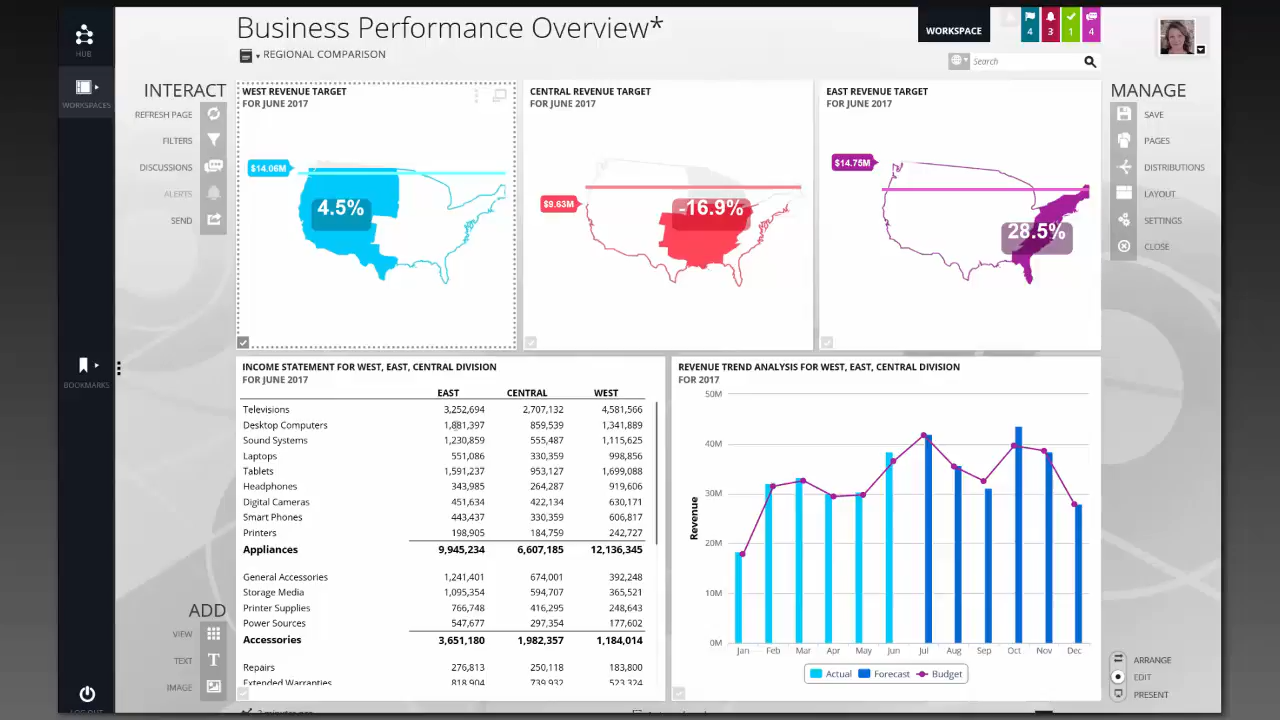 Business Performance Overview*
REGIONAL COMPARISON
WORKSPACE
4
3
1
4
Search
HUB
WORKSPACES
BOOKMARKS
INTERACT
REFRESH PAGE
FILTERS
DISCUSSIONS
ALERTS
SEND
WEST REVENUE TARGET
FOR JUNE 2017
$14.06M
4.5%
CENTRAL REVENUE TARGET
FOR JUNE 2017
$9.63M
-16.9%
EAST REVENUE TARGET
FOR JUNE 2017
$14.75M
28.5%
MANAGE
SAVE
PAGES
DISTRIBUTIONS
LAYOUT
SETTINGS
CLOSE
INCOME STATEMENT FOR WEST, EAST, CENTRAL DIVISION
FOR JUNE 2017
EAST CENTRAL WEST
Televisions 3,252,694 2,707,132 4,581,566
Desktop Computers 1,881,397 859,539 1,341,889
Sound Systems 1,230,859 555,487 1,115,625
Laptops 551,086 330,359 998,856
Tablets 1,591,237 953,127 1,699,088
Headphones 343,985 264,287 919,606
Digital Cameras 451,634 422,134 630,171
Smart Phones 443,437 330,359 606,817
Printers 198,905 184,759 242,727
Appliances 9,945,234 6,607,185 12,136,345
General Accessories 1,241,401 674,001 392,248
Storage Media 1,095,354 594,707 365,521
Printer Supplies 766,748 416,295 248,643
Power Sources 547,677 297,354 177,602
Accessories 3,651,180 1,982,357 1,184,014
Repairs 276,813 250,118 183,800
Extended Warranties 818,904 739,932 523,324
REVENUE TREND ANALYSIS FOR WEST, EAST, CENTRAL DIVISION
FOR 2017
50M
40M
30M
20M
10M
0M
Revenue
Jan Feb Mar Apr May Jun Jul Aug Sep Oct Nov Dec
Actual Forecast Budget
ADD
VIEW
TEXT
IMAGE
ARRANGE
EDIT
PRESENT
LOG OUT